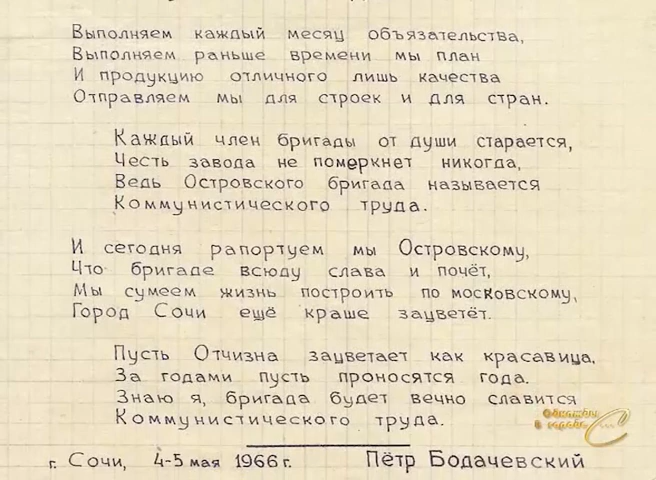 Выполняем каждый месяц объязательства,
Выполняем раньше времени мы план
И продукцию отличного лишь качества
Отправляем мы для строек и для стран.
Каждый член бригады от души старается,
Честь завода не померкнет никогда,
Ведь Островского бригада называется
Коммунистического труда.
И сегодня рапортуем мы Островскому,
Что бригаде всюду слава и почёт,
Мы сумеем жизнь построить по московскому,
Город Сочи ещё краше зацветёт.
Пусть Отчизна зацветает как красавица,
За годами пусть проносятся года.
Знаю я, бригада будет вечно славится
Коммунистического труда.
Однажды
в городе
г. Сочи, 4-5 мая 1966 г. Пётр Бодачевский